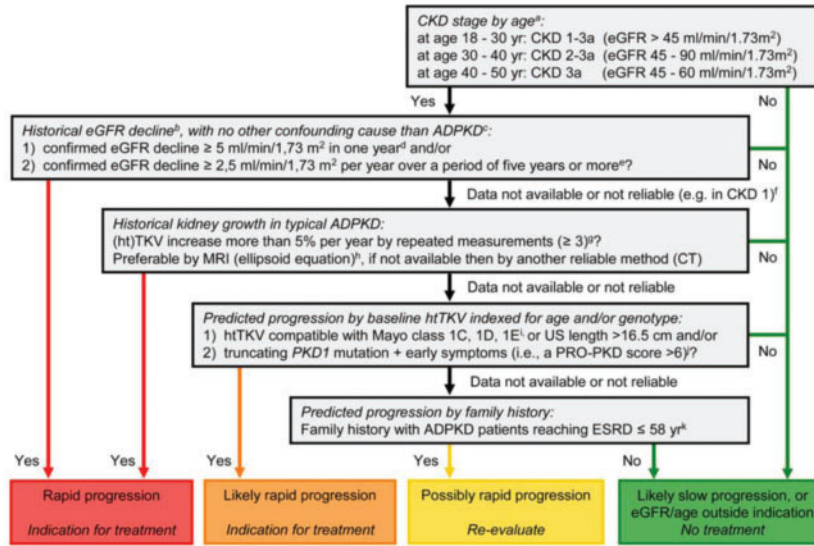 CKD stage by ageᵃ:
at age 18 - 30 yr: CKD 1-3a (eGFR > 45 ml/min/1.73m²)
at age 30 - 40 yr: CKD 2-3a (eGFR 45 - 90 ml/min/1.73m²)
at age 40 - 50 yr: CKD 3a (eGFR 45 - 60 ml/min/1.73m²)
Yes
No
Historical eGFR declineᵇ, with no other confounding cause than ADPKDᶜ:
1) confirmed eGFR decline ≥ 5 ml/min/1,73 m² in one yearᵈ and/or
2) confirmed eGFR decline ≥ 2,5 ml/min/1,73 m² per year over a period of five years or moreᵉ?
No
Data not available or not reliable (e.g. in CKD 1)ᶠ
Historical kidney growth in typical ADPKD:
(ht)TKV increase more than 5% per year by repeated measurements (≥ 3)ᵍ?
Preferable by MRI (ellipsoid equation)ʰ, if not available then by another reliable method (CT)
No
Data not available or not reliable
Predicted progression by baseline htTKV indexed for age and/or genotype:
1) htTKV compatible with Mayo class 1C, 1D, 1Eⁱ, or US length >16.5 cm and/or
2) truncating PKD1 mutation + early symptoms (i.e., a PRO-PKD score >6)ʲ?
No
Data not available or not reliable
Predicted progression by family history:
Family history with ADPKD patients reaching ESRD ≤ 58 yrᵏ
Yes
Yes
Yes
Yes
No
Rapid progression
Indication for treatment
Likely rapid progression
Indication for treatment
Possibly rapid progression
Re-evaluate
Likely slow progression, or
eGFR/age outside indication
No treatment